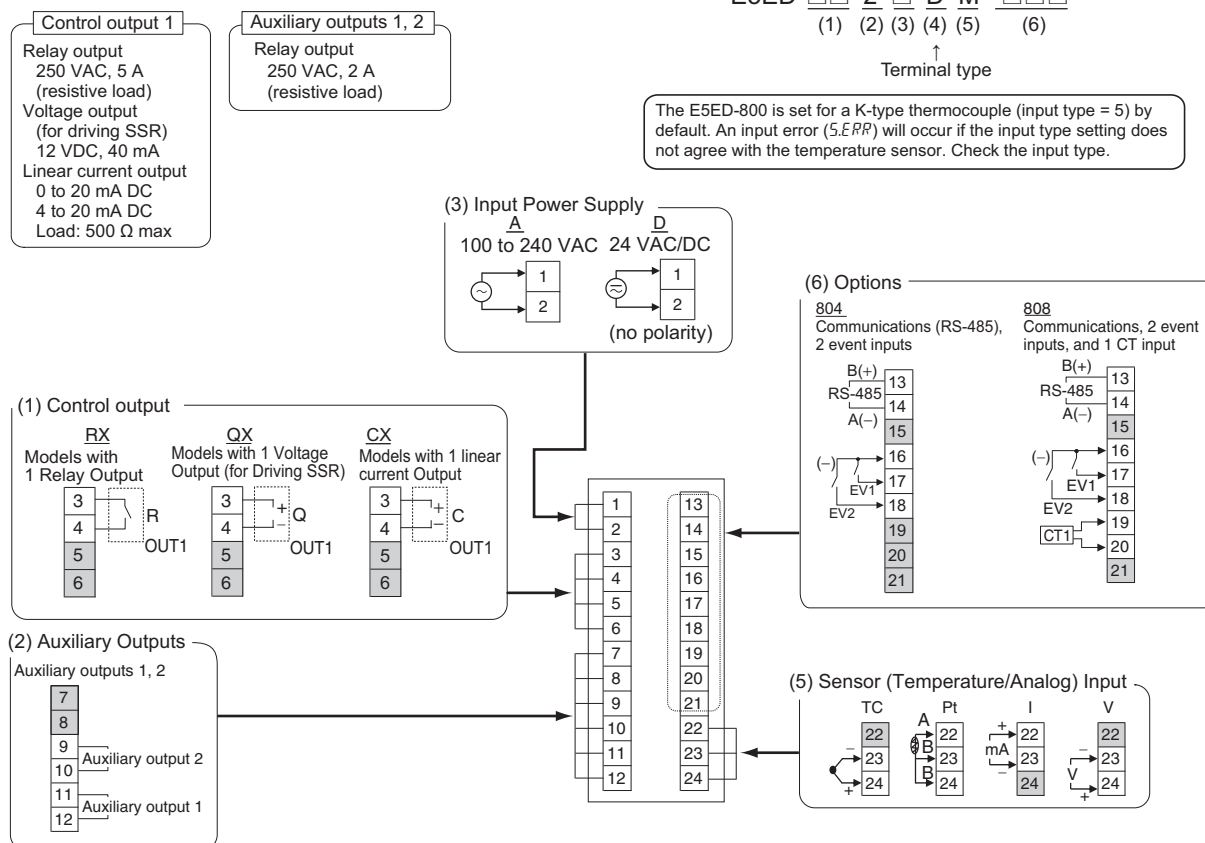 Control output 1
Relay output
250 VAC, 5 A
(resistive load)
Voltage output
(for driving SSR)
12 VDC, 40 mA
Linear current output
0 to 20 mA DC
4 to 20 mA DC
Load: 500 Ω max
Auxiliary outputs 1, 2
Relay output
250 VAC, 2 A
(resistive load)
(1) (2) (3) (4) (5) (6)
↑
Terminal type
The E5ED-800 is set for a K-type thermocouple (input type = 5) by
default. An input error (S.ERR) will occur if the input type setting does
not agree with the temperature sensor. Check the input type.
(3) Input Power Supply
A
100 to 240 VAC
1
2
D
24 VAC/DC
1
2
(no polarity)
(1) Control output
RX
Models with
1 Relay Output
3
4
5
6
R
OUT1
QX
Models with 1 Voltage
Output (for Driving SSR)
3
4
5
6
+
−
Q
OUT1
CX
Models with 1 linear
current Output
3
4
5
6
+
−
C
OUT1
(2) Auxiliary Outputs
Auxiliary outputs 1, 2
7
8
9
10
11
12
Auxiliary output 2
Auxiliary output 1
1
2
3
4
5
6
7
8
9
10
11
12
13
14
15
16
17
18
19
20
21
22
23
24
(6) Options
804
Communications (RS-485),
2 event inputs
B(+)
RS-485
A(−)
(−)
EV1
EV2
13
14
15
16
17
18
19
20
21
808
Communications, 2 event
inputs, and 1 CT input
B(+)
RS-485
A(−)
(−)
EV1
EV2
CT1
13
14
15
16
17
18
19
20
21
(5) Sensor (Temperature/Analog) Input
TC
22
23
24
−
+
Pt
A
B
B
22
23
24
I
+
mA
−
22
23
24
V
−
V
+
22
23
24